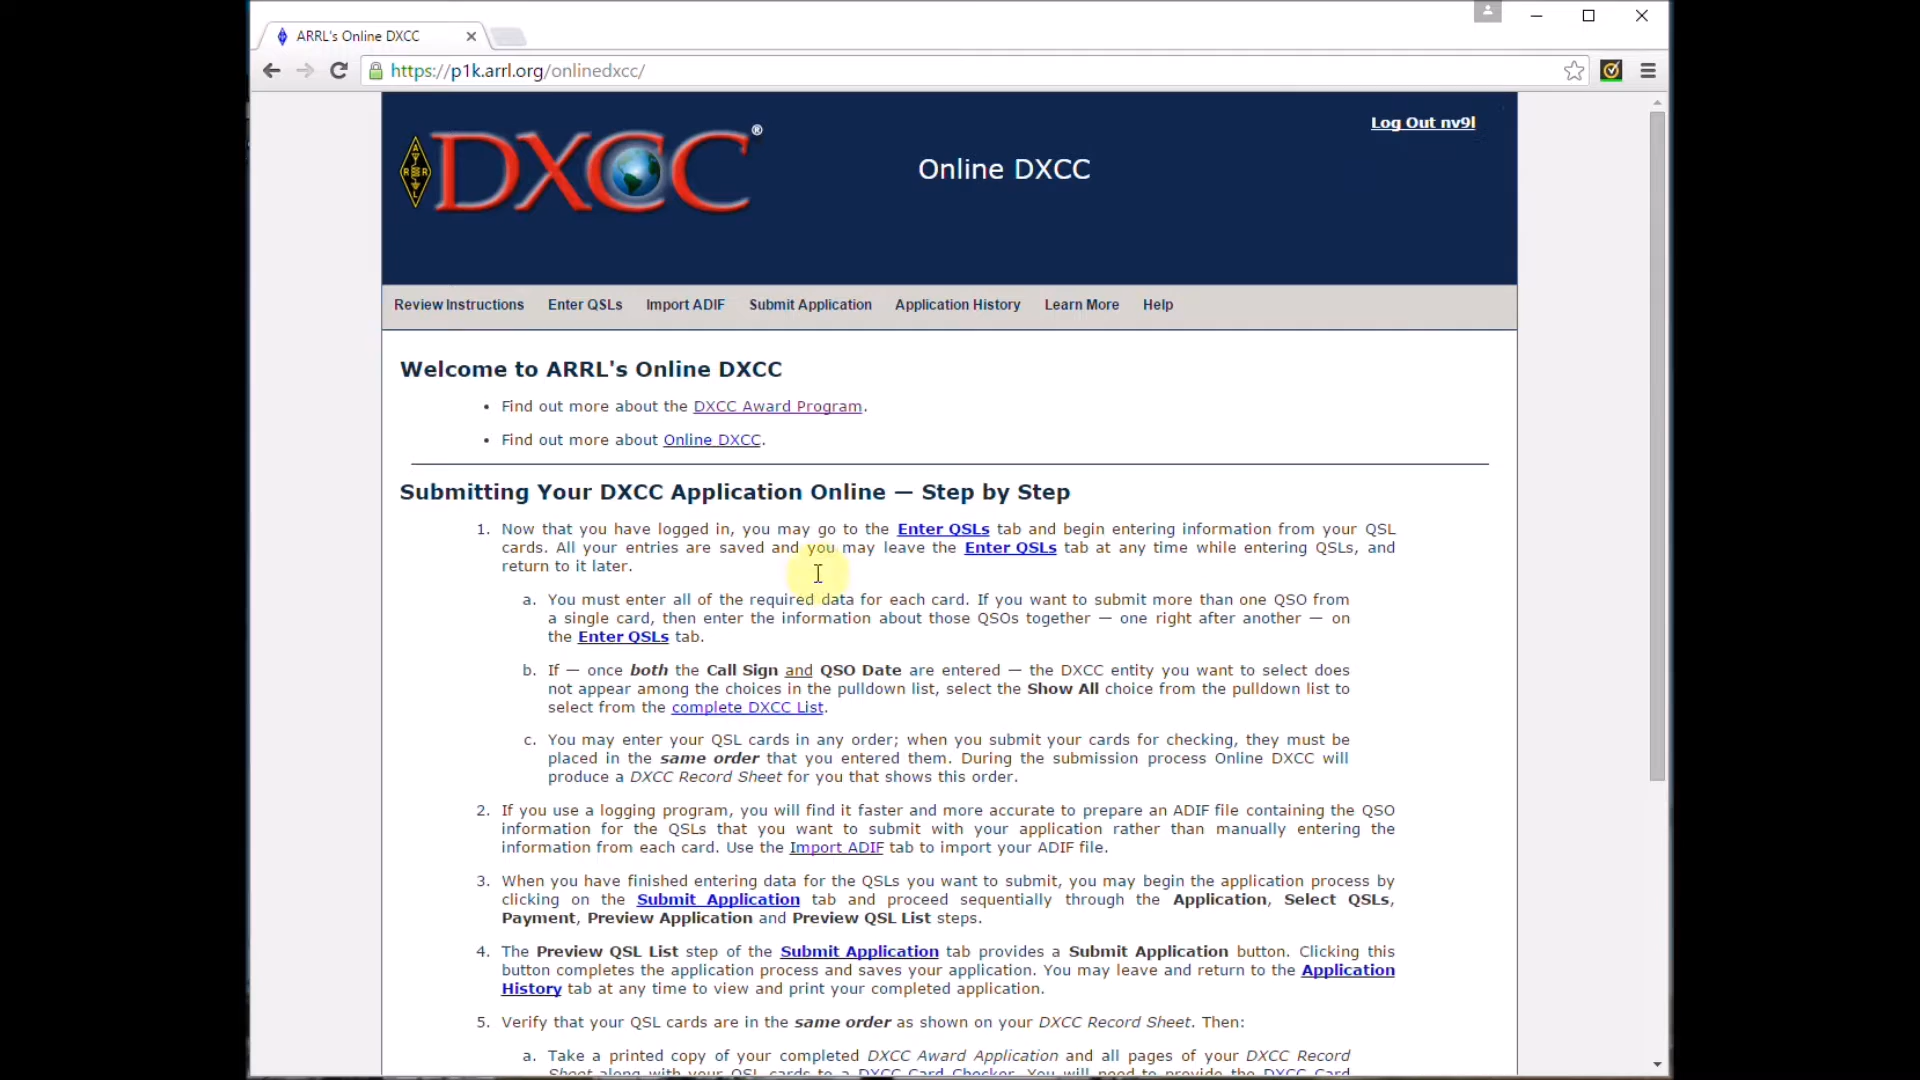 ARRL's Online DXCC
https://p1k.arrl.org/onlinedxcc/
Log Out nv9l
ARRL DXCC®
Online DXCC
Review Instructions Enter QSLs Import ADIF Submit Application Application History Learn More Help
Welcome to ARRL's Online DXCC
• Find out more about the DXCC Award Program.
• Find out more about Online DXCC.
Submitting Your DXCC Application Online — Step by Step
1. Now that you have logged in, you may go to the Enter QSLs tab and begin entering information from your QSL
cards. All your entries are saved and you may leave the Enter QSLs tab at any time while entering QSLs, and
return to it later.
a. You must enter all of the required data for each card. If you want to submit more than one QSO from
a single card, then enter the information about those QSOs together — one right after another — on
the Enter QSLs tab.
b. If — once both the Call Sign and QSO Date are entered — the DXCC entity you want to select does
not appear among the choices in the pulldown list, select the Show All choice from the pulldown list to
select from the complete DXCC List.
c. You may enter your QSL cards in any order; when you submit your cards for checking, they must be
placed in the same order that you entered them. During the submission process Online DXCC will
produce a DXCC Record Sheet for you that shows this order.
2. If you use a logging program, you will find it faster and more accurate to prepare an ADIF file containing the QSO
information for the QSLs that you want to submit with your application rather than manually entering the
information from each card. Use the Import ADIF tab to import your ADIF file.
3. When you have finished entering data for the QSLs you want to submit, you may begin the application process by
clicking on the Submit Application tab and proceed sequentially through the Application, Select QSLs,
Payment, Preview Application and Preview QSL List steps.
4. The Preview QSL List step of the Submit Application tab provides a Submit Application button. Clicking this
button completes the application process and saves your application. You may leave and return to the Application
History tab at any time to view and print your completed application.
5. Verify that your QSL cards are in the same order as shown on your DXCC Record Sheet. Then:
a. Take a printed copy of your completed DXCC Award Application and all pages of your DXCC Record
Sheet along with your QSL cards to a DXCC Card Checker. You will need to provide the DXCC Card